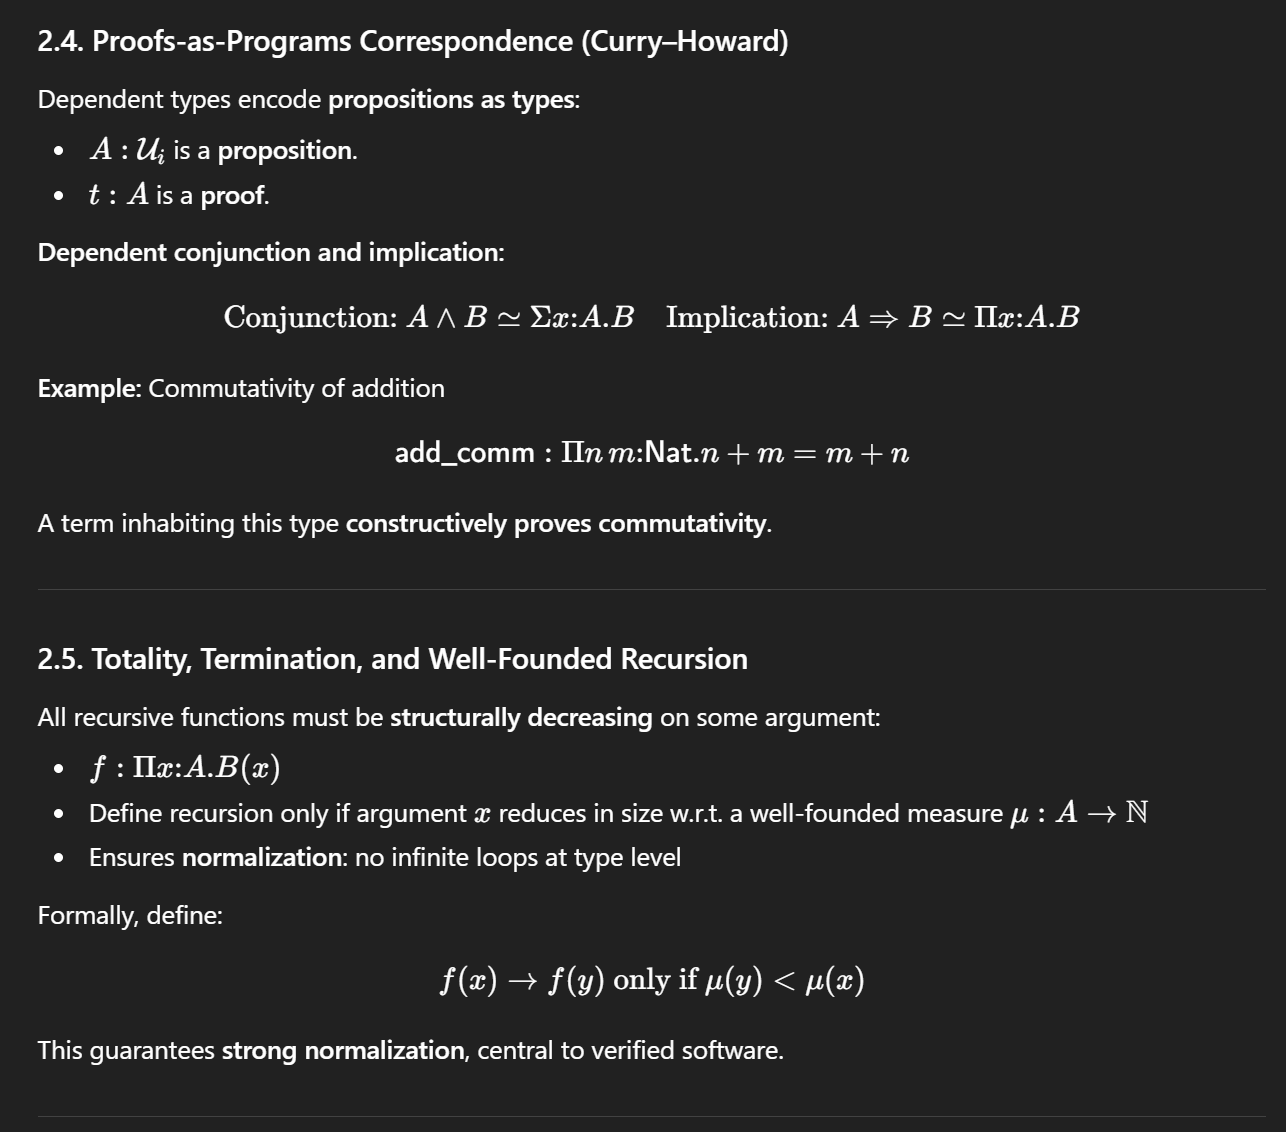 2.4. Proofs-as-Programs Correspondence (Curry–Howard)
Dependent types encode propositions as types:
• A : 𝒰ᵢ is a proposition.
• t : A is a proof.
Dependent conjunction and implication:
Conjunction: A ∧ B ≃ Σx:A.B Implication: A ⇒ B ≃ Πx:A.B
Example: Commutativity of addition
add_comm : Πn m:Nat.n + m = m + n
A term inhabiting this type constructively proves commutativity.
2.5. Totality, Termination, and Well-Founded Recursion
All recursive functions must be structurally decreasing on some argument:
• f : Πx:A.B(x)
• Define recursion only if argument x reduces in size w.r.t. a well-founded measure μ : A → ℕ
• Ensures normalization: no infinite loops at type level
Formally, define:
f(x) → f(y) only if μ(y) < μ(x)
This guarantees strong normalization, central to verified software.